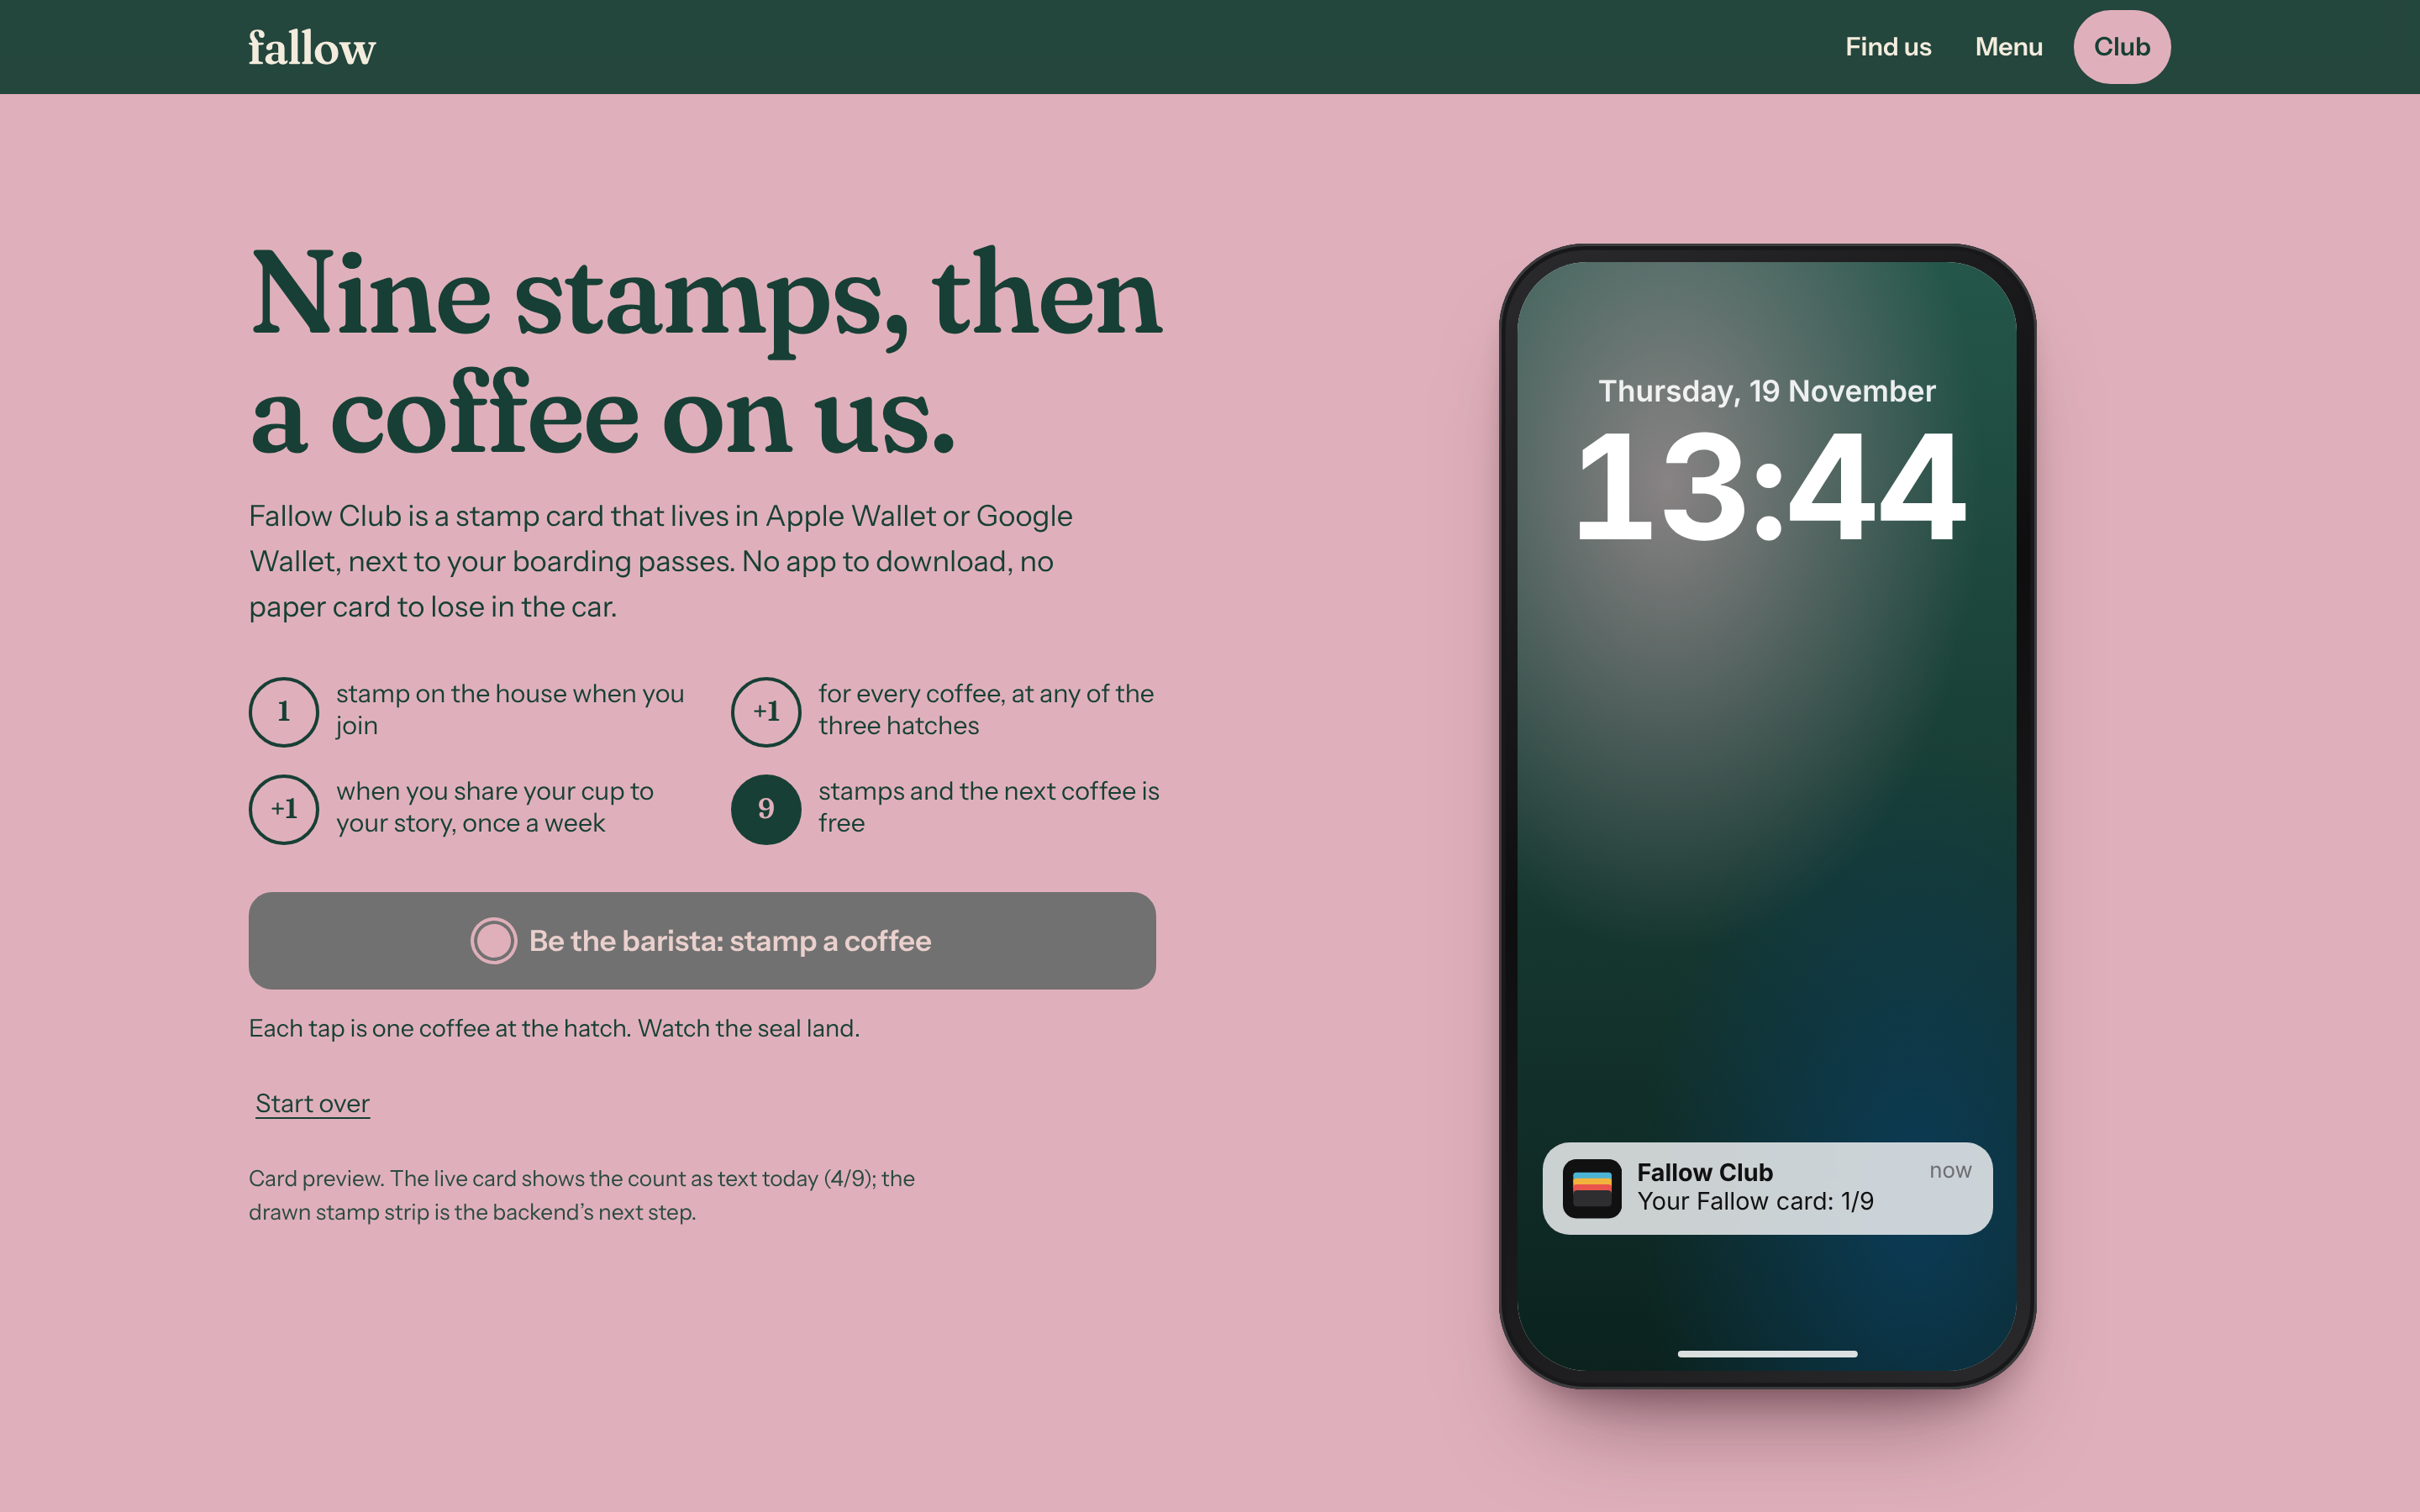 fallow
Find us
Menu
Club
Nine stamps, then
a coffee on us.
Fallow Club is a stamp card that lives in Apple Wallet or Google
Wallet, next to your boarding passes. No app to download, no
paper card to lose in the car.
1
stamp on the house when you
join
+1
for every coffee, at any of the
three hatches
+1
when you share your cup to
your story, once a week
9
stamps and the next coffee is
free
Be the barista: stamp a coffee
Each tap is one coffee at the hatch. Watch the seal land.
Start over
Card preview. The live card shows the count as text today (4/9); the
drawn stamp strip is the backend’s next step.
Thursday, 19 November
13:44
Fallow Club
now
Your Fallow card: 1/9